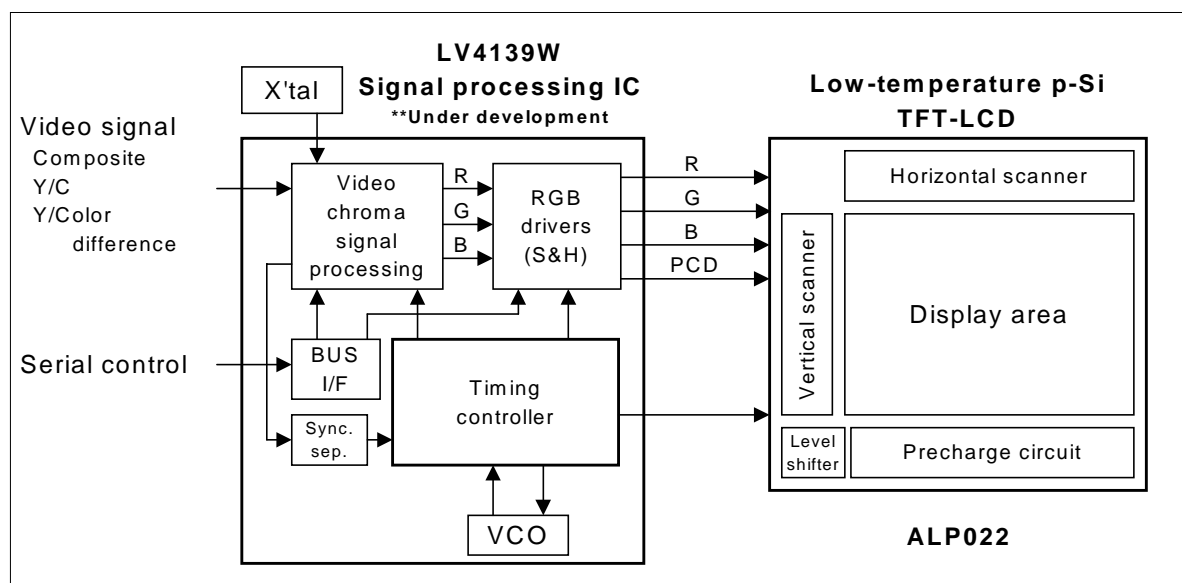 LV4139W
Signal processing IC
**Under development
X'tal
Video signal
Composite
Y/C
Y/Color
difference
Serial control
Video
chroma
signal
processing
R
G
B
RGB
drivers
(S&H)
R
G
B
PCD
BUS
I/F
Sync.
sep.
Timing
controller
VCO
Low-temperature p-Si
TFT-LCD
Horizontal scanner
Vertical scanner
Display area
Level
shifter
Precharge circuit
ALP022